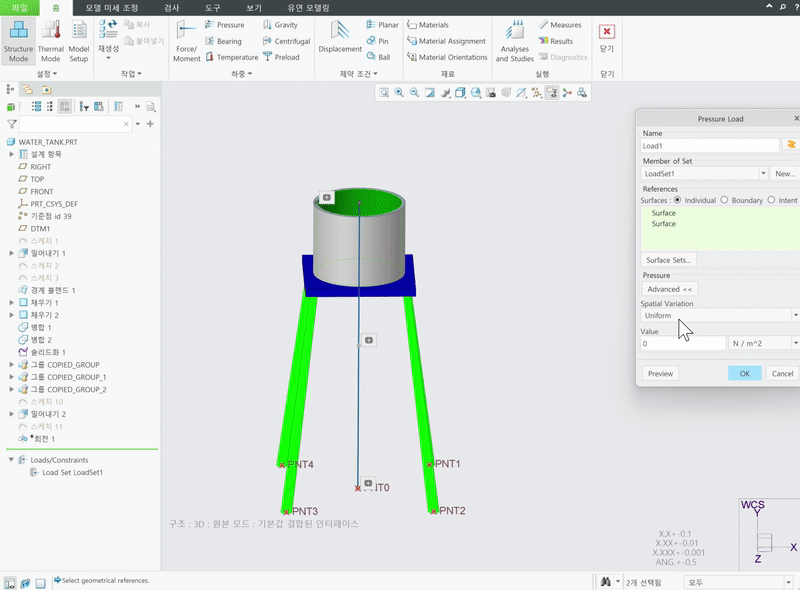 파일 홈 모델 미세 조정 검사 도구 보기 유연 모델링
Structure Mode
Thermal Mode
Model Setup
설정
재생성
복사
붙여넣기
작업
Force/Moment
Pressure
Bearing
Temperature
Gravity
Centrifugal
Preload
하중
Displacement
Planar
Pin
Ball
제약 조건
Materials
Material Assignment
Material Orientations
재료
Analyses and Studies
Measures
Results
Diagnostics
실행
닫기
닫기
WATER_TANK.PRT
설계 항목
RIGHT
TOP
FRONT
PRT_CSYS_DEF
기준점 id 39
DTM1
스케치 1
밀어내기 1
스케치 2
스케치 3
경계 블렌드 1
채우기 1
채우기 2
병합 1
병합 2
솔리드화 1
그룹 COPIED_GROUP
그룹 COPIED_GROUP_1
그룹 COPIED_GROUP_2
스케치 10
밀어내기 2
스케치 11
*회전 1
Loads/Constraints
Load Set LoadSet1
PNT4
PNT1
PNT0
PNT3
PNT2
구조 : 3D : 원본 모드 : 기본값 결합된 인터페이스
Pressure Load
Name
Load1
Member of Set
LoadSet1 New...
References
Surfaces : Individual Boundary Intent
Surface
Surface
Surface Sets...
Pressure
Advanced <<
Spatial Variation
Uniform
Value
0 N / m^2
Preview OK Cancel
WCS
Y
X
Z
X.X+-0.1
X.XX+-0.01
X.XXX+-0.001
ANG.+-0.5
Select geometrical references.
2개 선택됨 모두